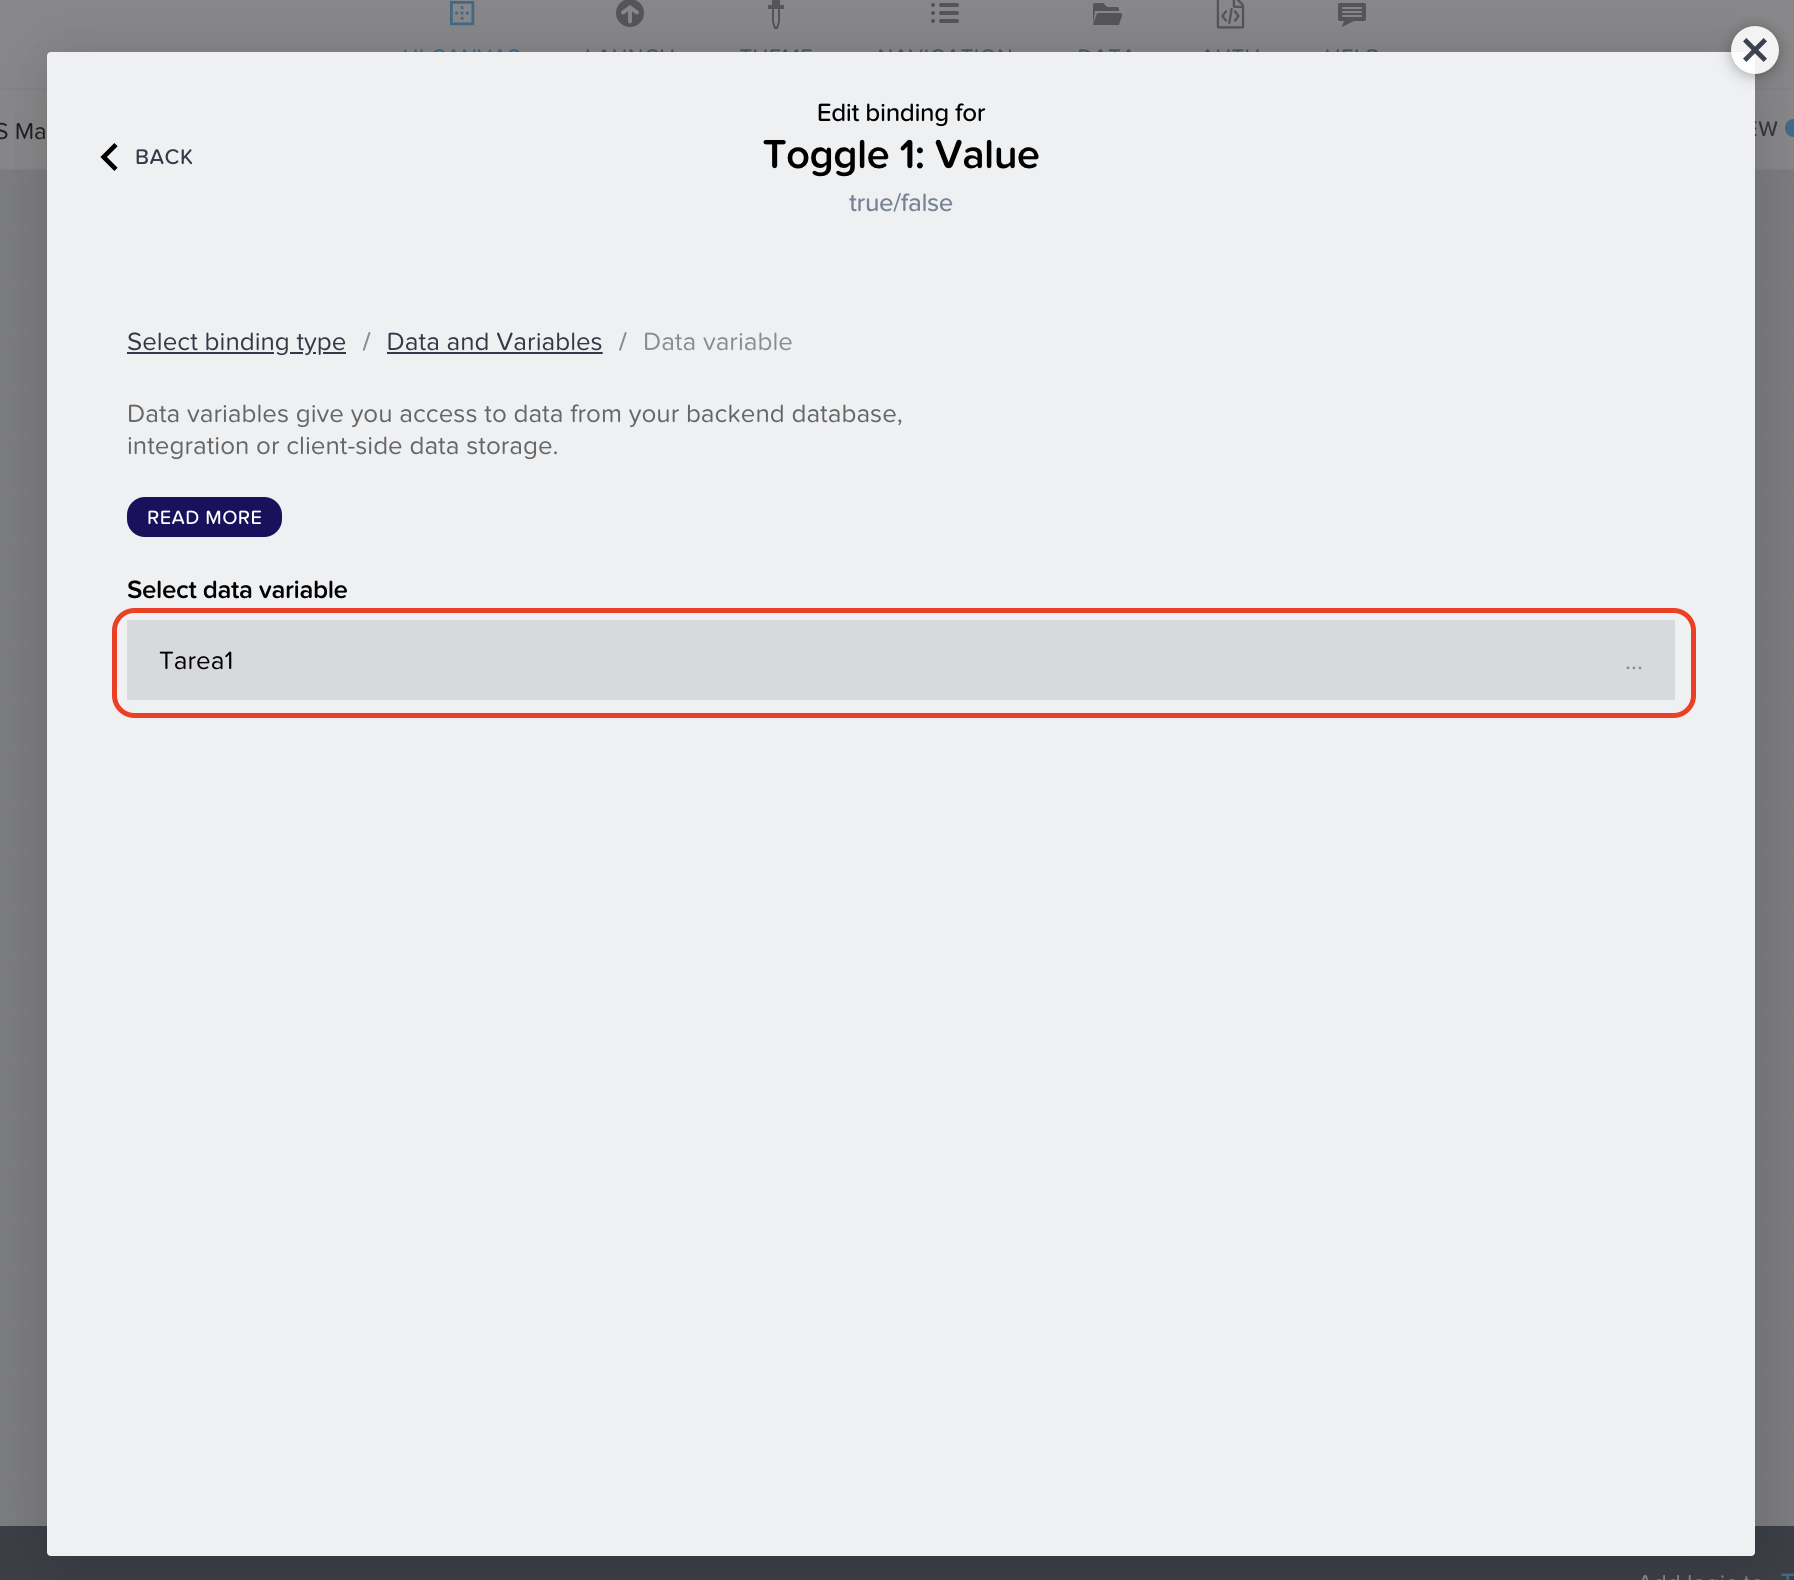 S Ma
EW
BACK
Edit binding for
Toggle 1: Value
true/false
Select binding type / Data and Variables / Data variable
Data variables give you access to data from your backend database,
integration or client-side data storage.
READ MORE
Select data variable
Tarea1
...